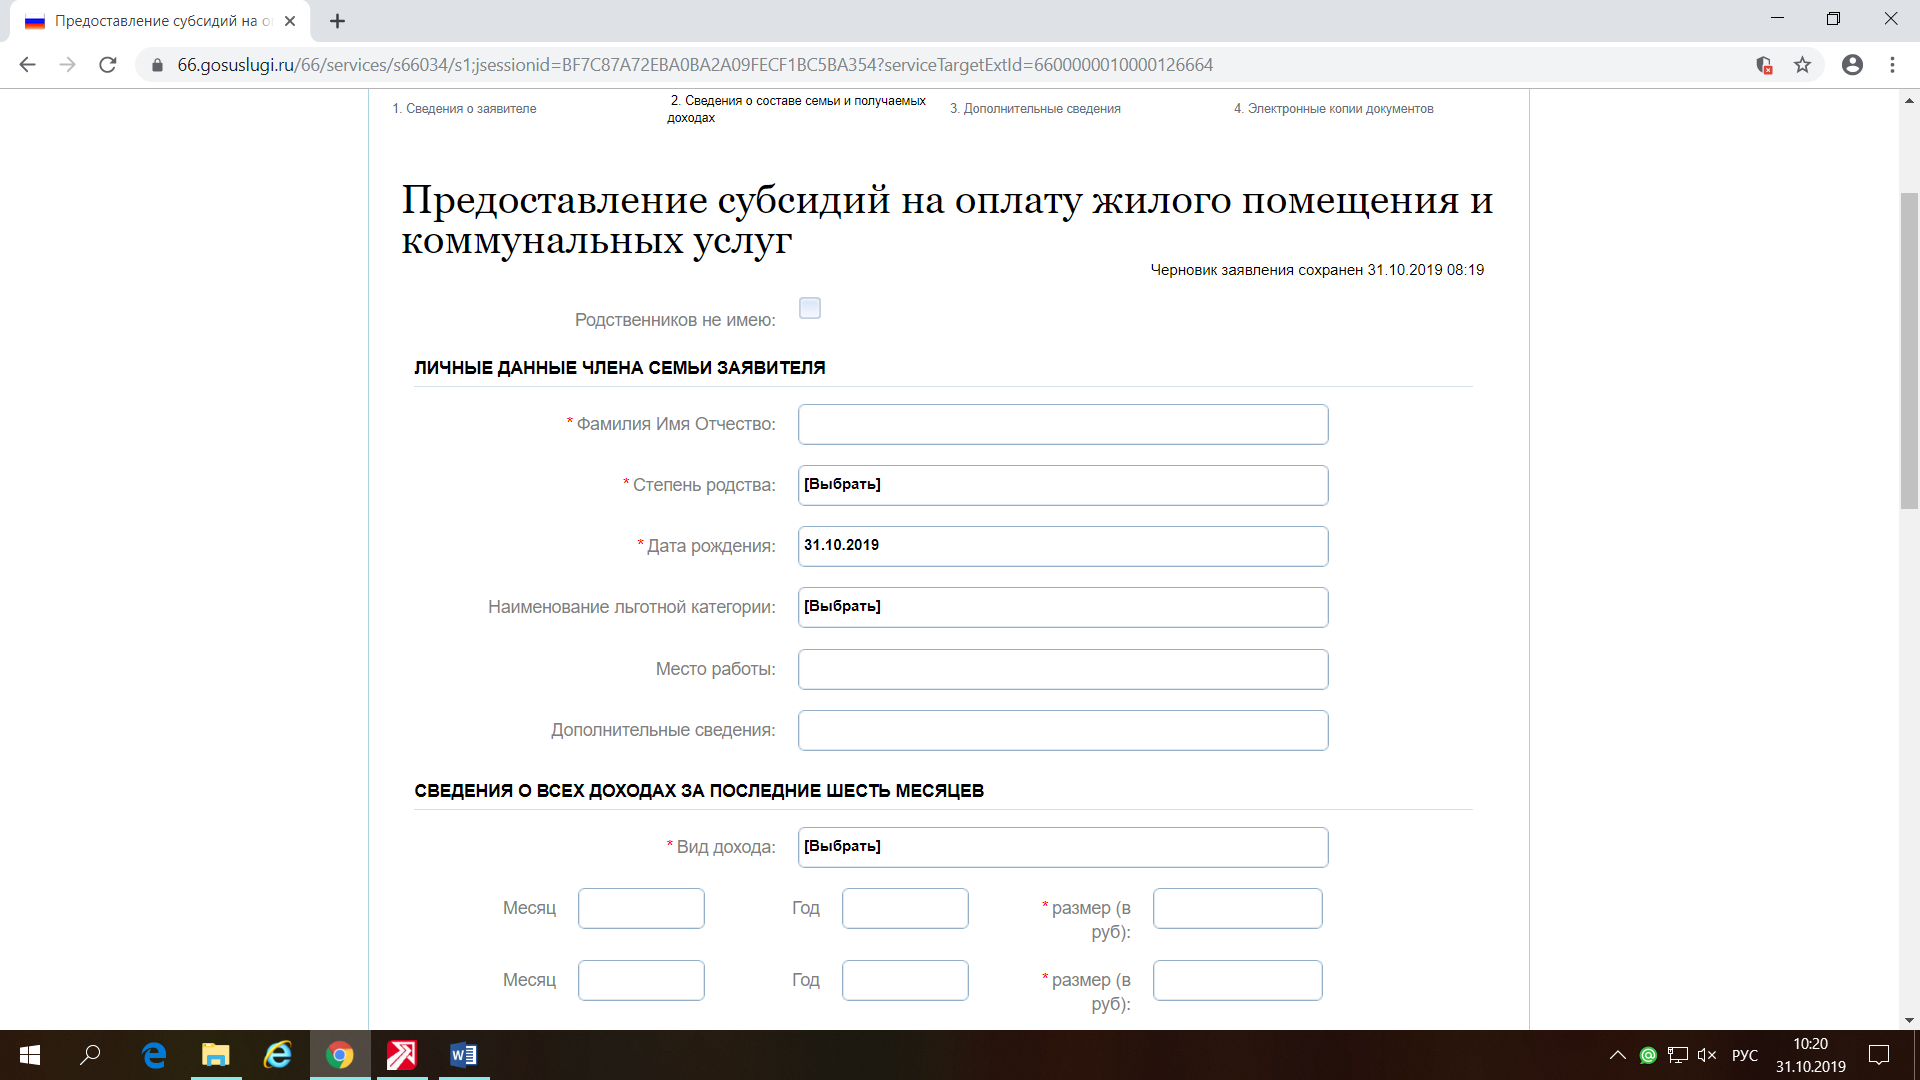 Предоставление субсидий на о
66.gosuslugi.ru/66/services/s66034/s1;jsessionid=BF7C87A72EBA0BA2A09FECF1BC5BA354?serviceTargetExtId=6600000010000126664
1. Сведения о заявителе
2. Сведения о составе семьи и получаемых
доходах
3. Дополнительные сведения
4. Электронные копии документов
Предоставление субсидий на оплату жилого помещения и
коммунальных услуг
Черновик заявления сохранен 31.10.2019 08:19
Родственников не имею:
ЛИЧНЫЕ ДАННЫЕ ЧЛЕНА СЕМЬИ ЗАЯВИТЕЛЯ
* Фамилия Имя Отчество:
* Степень родства: [Выбрать]
* Дата рождения: 31.10.2019
Наименование льготной категории: [Выбрать]
Место работы:
Дополнительные сведения:
СВЕДЕНИЯ О ВСЕХ ДОХОДАХ ЗА ПОСЛЕДНИЕ ШЕСТЬ МЕСЯЦЕВ
* Вид дохода: [Выбрать]
Месяц Год * размер (в
руб):
Месяц Год * размер (в
руб):
РУС
10:20
31.10.2019